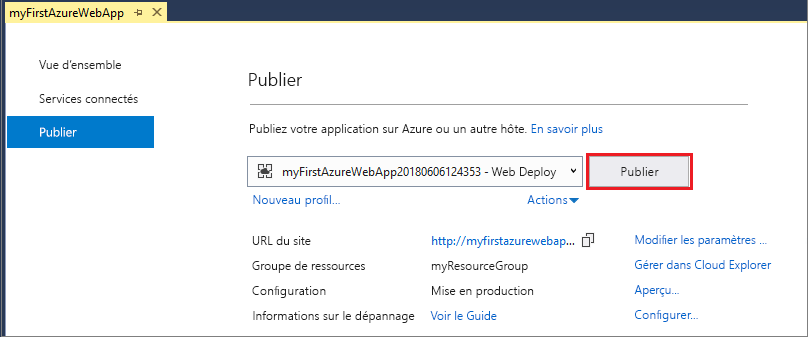 myFirstAzureWebApp
Vue d'ensemble
Services connectés
Publier
Publier
Publiez votre application sur Azure ou un autre hôte. En savoir plus
myFirstAzureWebApp20180606124353 - Web Deploy
Publier
Nouveau profil...
Actions
URL du site
http://myfirstazurewebap...
Modifier les paramètres ...
Groupe de ressources
myResourceGroup
Gérer dans Cloud Explorer
Configuration
Mise en production
Aperçu...
Informations sur le dépannage
Voir le Guide
Configurer...